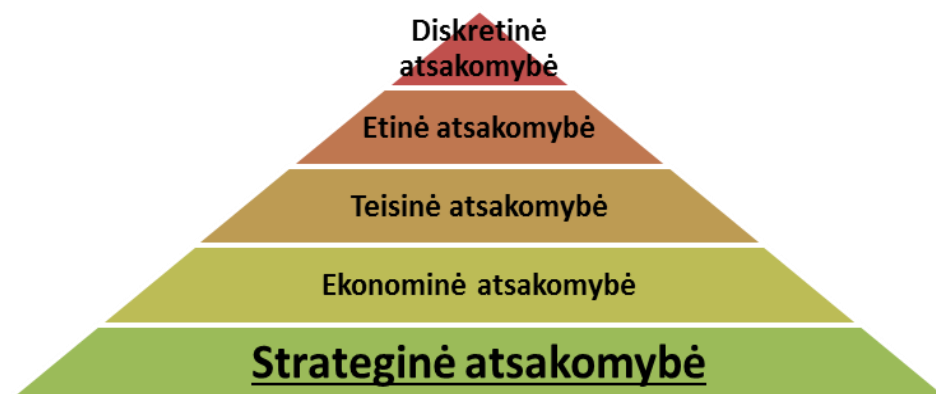 Diskretinė
atsakomybė
Etinė atsakomybė
Teisinė atsakomybė
Ekonominė atsakomybė
Strateginė atsakomybė